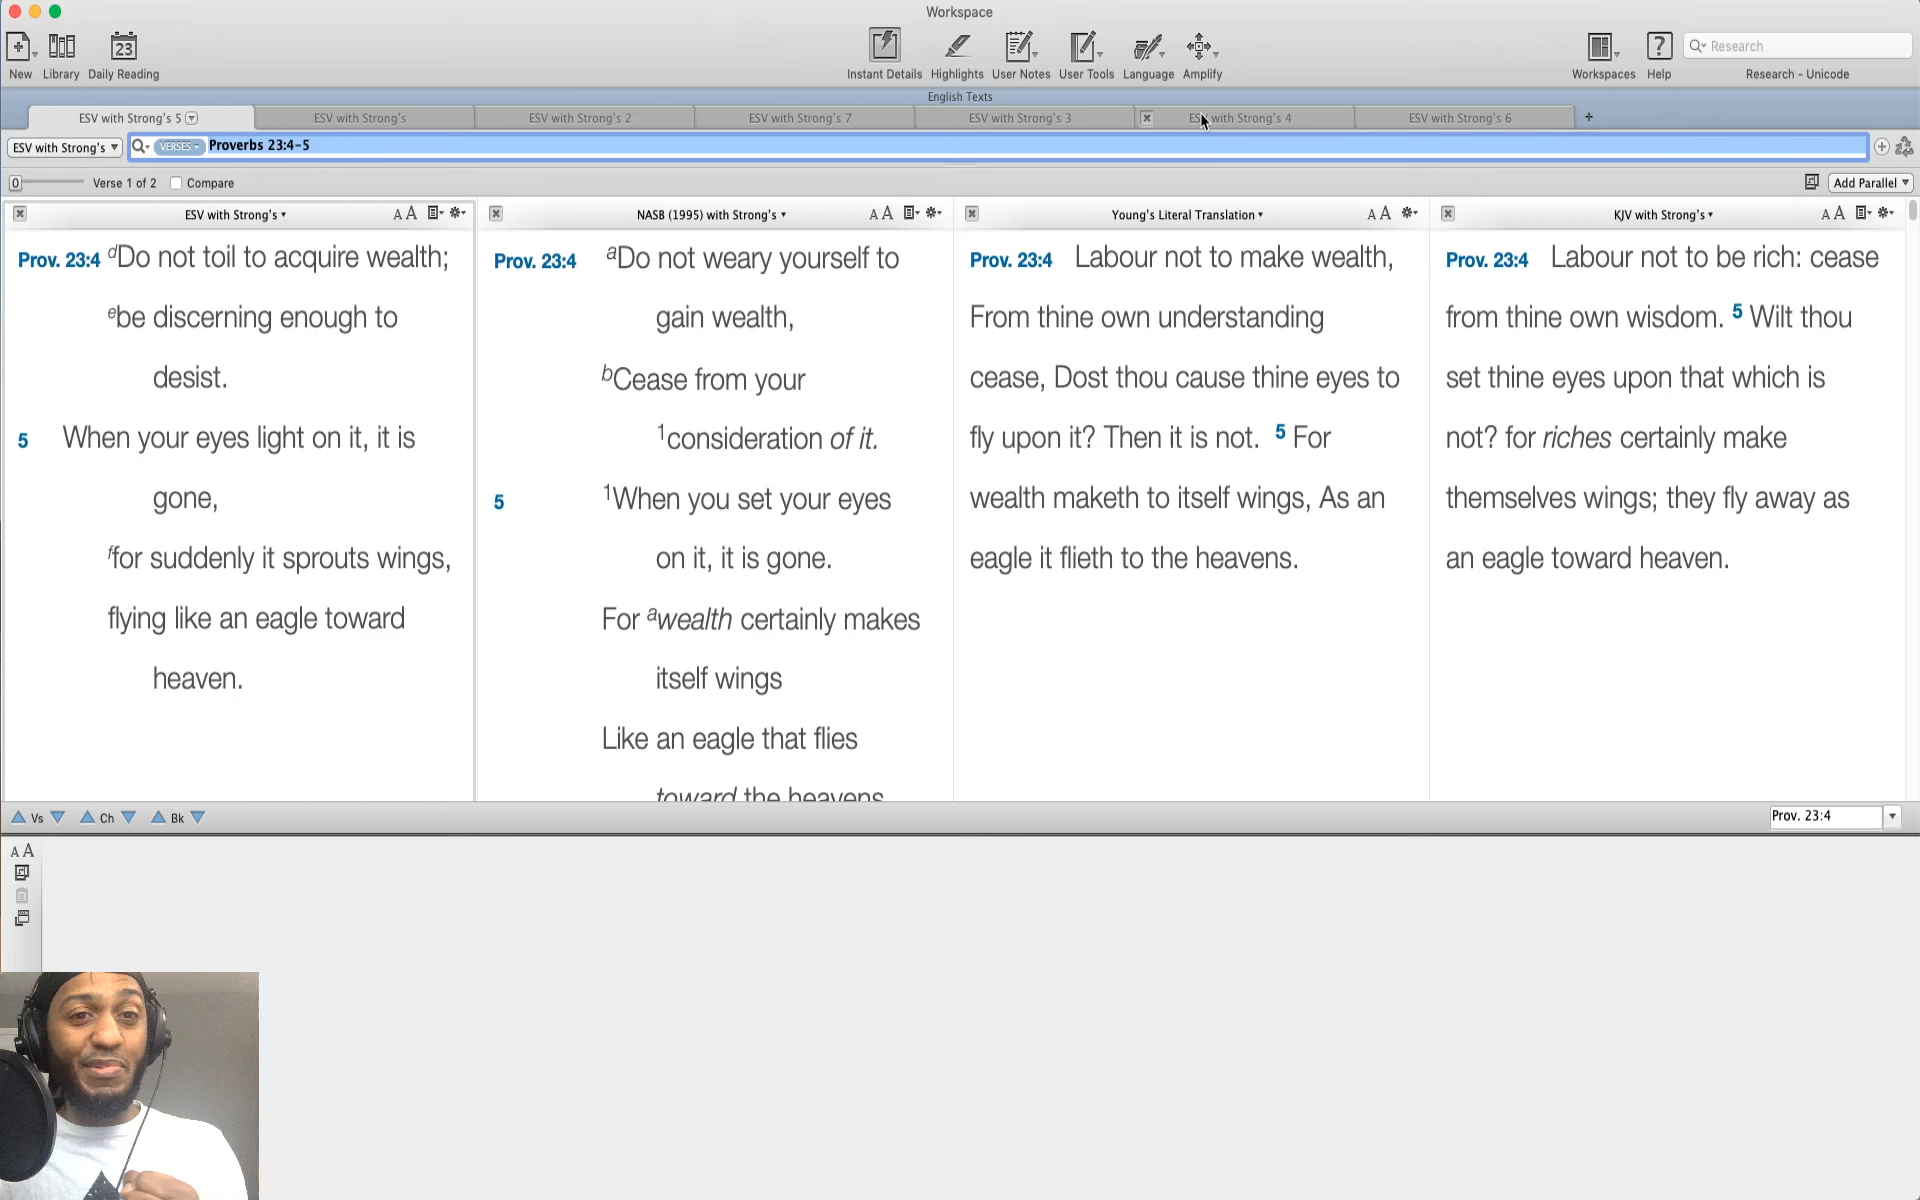 Workspace
New
Library
23
Daily Reading
Instant Details
Highlights
User Notes
User Tools
Language
Amplify
Workspaces
?
Help
Research
Research - Unicode
English Texts
ESV with Strong's 5
ESV with Strong's
ESV with Strong's 2
ESV with Strong's 7
ESV with Strong's 3
ESV with Strong's 4
ESV with Strong's 6
+
ESV with Strong's
VERSES
Proverbs 23:4–5
0
Verse 1 of 2
Compare
Add Parallel
ESV with Strong's
A A
Prov. 23:4 dDo not toil to acquire wealth;
ebe discerning enough to
desist.
5 When your eyes light on it, it is
gone,
ffor suddenly it sprouts wings,
flying like an eagle toward
heaven.
NASB (1995) with Strong's
A A
Prov. 23:4 aDo not weary yourself to
gain wealth,
bCease from your
1consideration of it.
5 1When you set your eyes
on it, it is gone.
For awealth certainly makes
itself wings
Like an eagle that flies
toward the heavens
Young's Literal Translation
A A
Prov. 23:4 Labour not to make wealth,
From thine own understanding
cease, Dost thou cause thine eyes to
fly upon it? Then it is not. 5 For
wealth maketh to itself wings, As an
eagle it flieth to the heavens.
KJV with Strong's
A A
Prov. 23:4 Labour not to be rich: cease
from thine own wisdom. 5 Wilt thou
set thine eyes upon that which is
not? for riches certainly make
themselves wings; they fly away as
an eagle toward heaven.
Vs
Ch
Bk
Prov. 23:4
A A